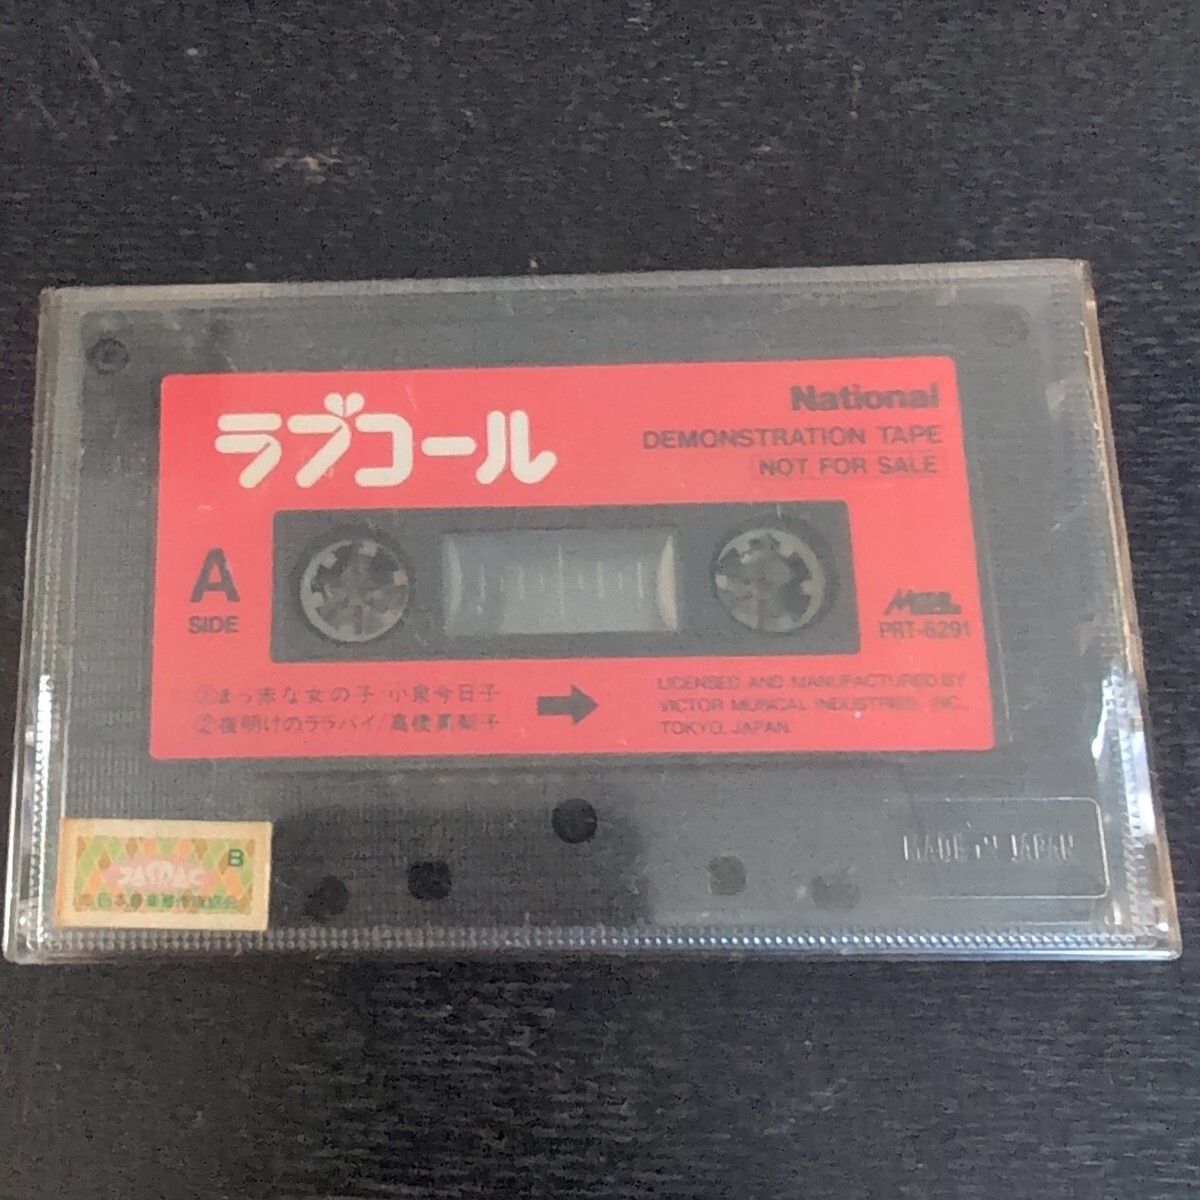 ラブコール
National
DEMONSTRATION TAPE
NOT FOR SALE
A
SIDE
PRT-6291
①まっ赤な女の子/小泉今日子
②夜明けのララバイ/高橋真梨子
LICENSED AND MANUFACTURED BY
VICTOR MUSICAL INDUSTRIES, INC.,
TOKYO, JAPAN.
MADE IN JAPAN
B
JASRAC